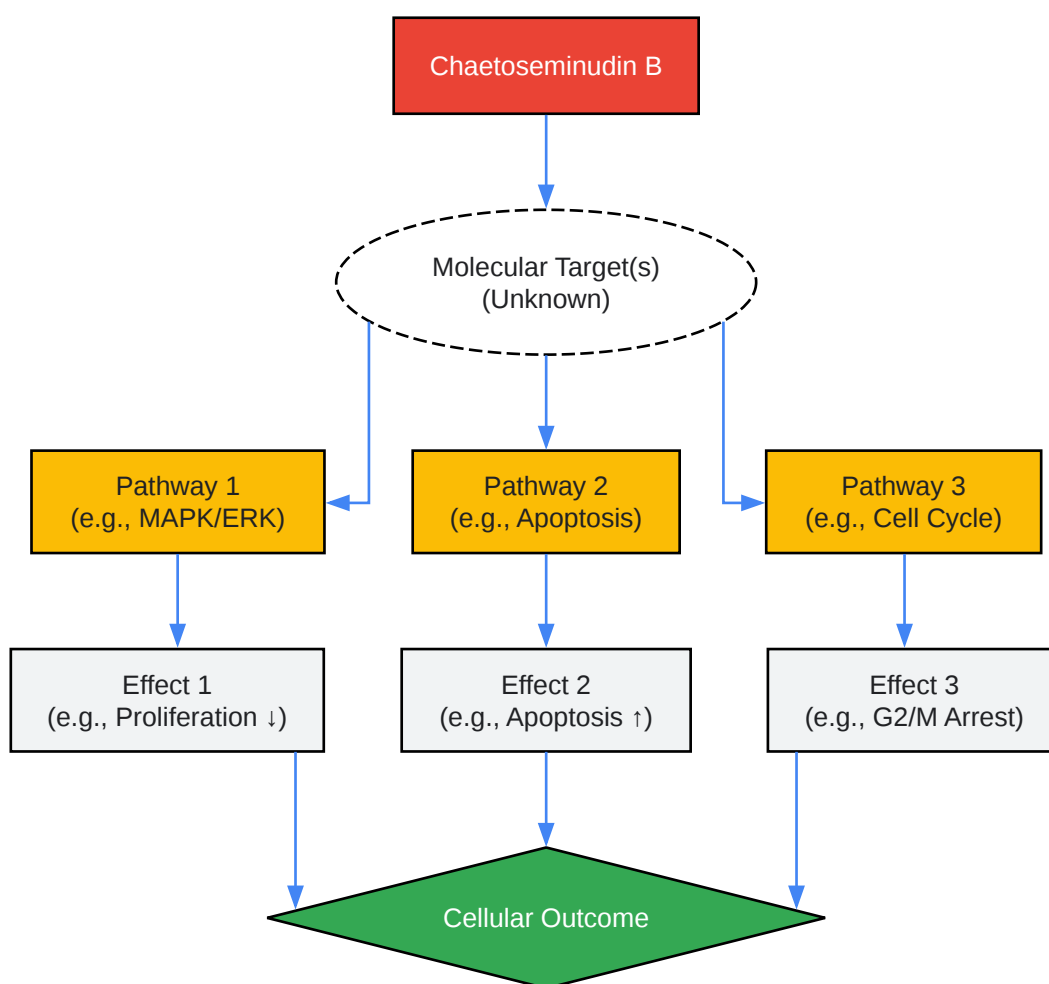 Chaetoseminudin B
Molecular Target(s)
(Unknown)
Pathway 1
(e.g., MAPK/ERK)
Pathway 2
(e.g., Apoptosis)
Pathway 3
(e.g., Cell Cycle)
Effect 1
(e.g., Proliferation ↓)
Effect 2
(e.g., Apoptosis ↑)
Effect 3
(e.g., G2/M Arrest)
Cellular Outcome